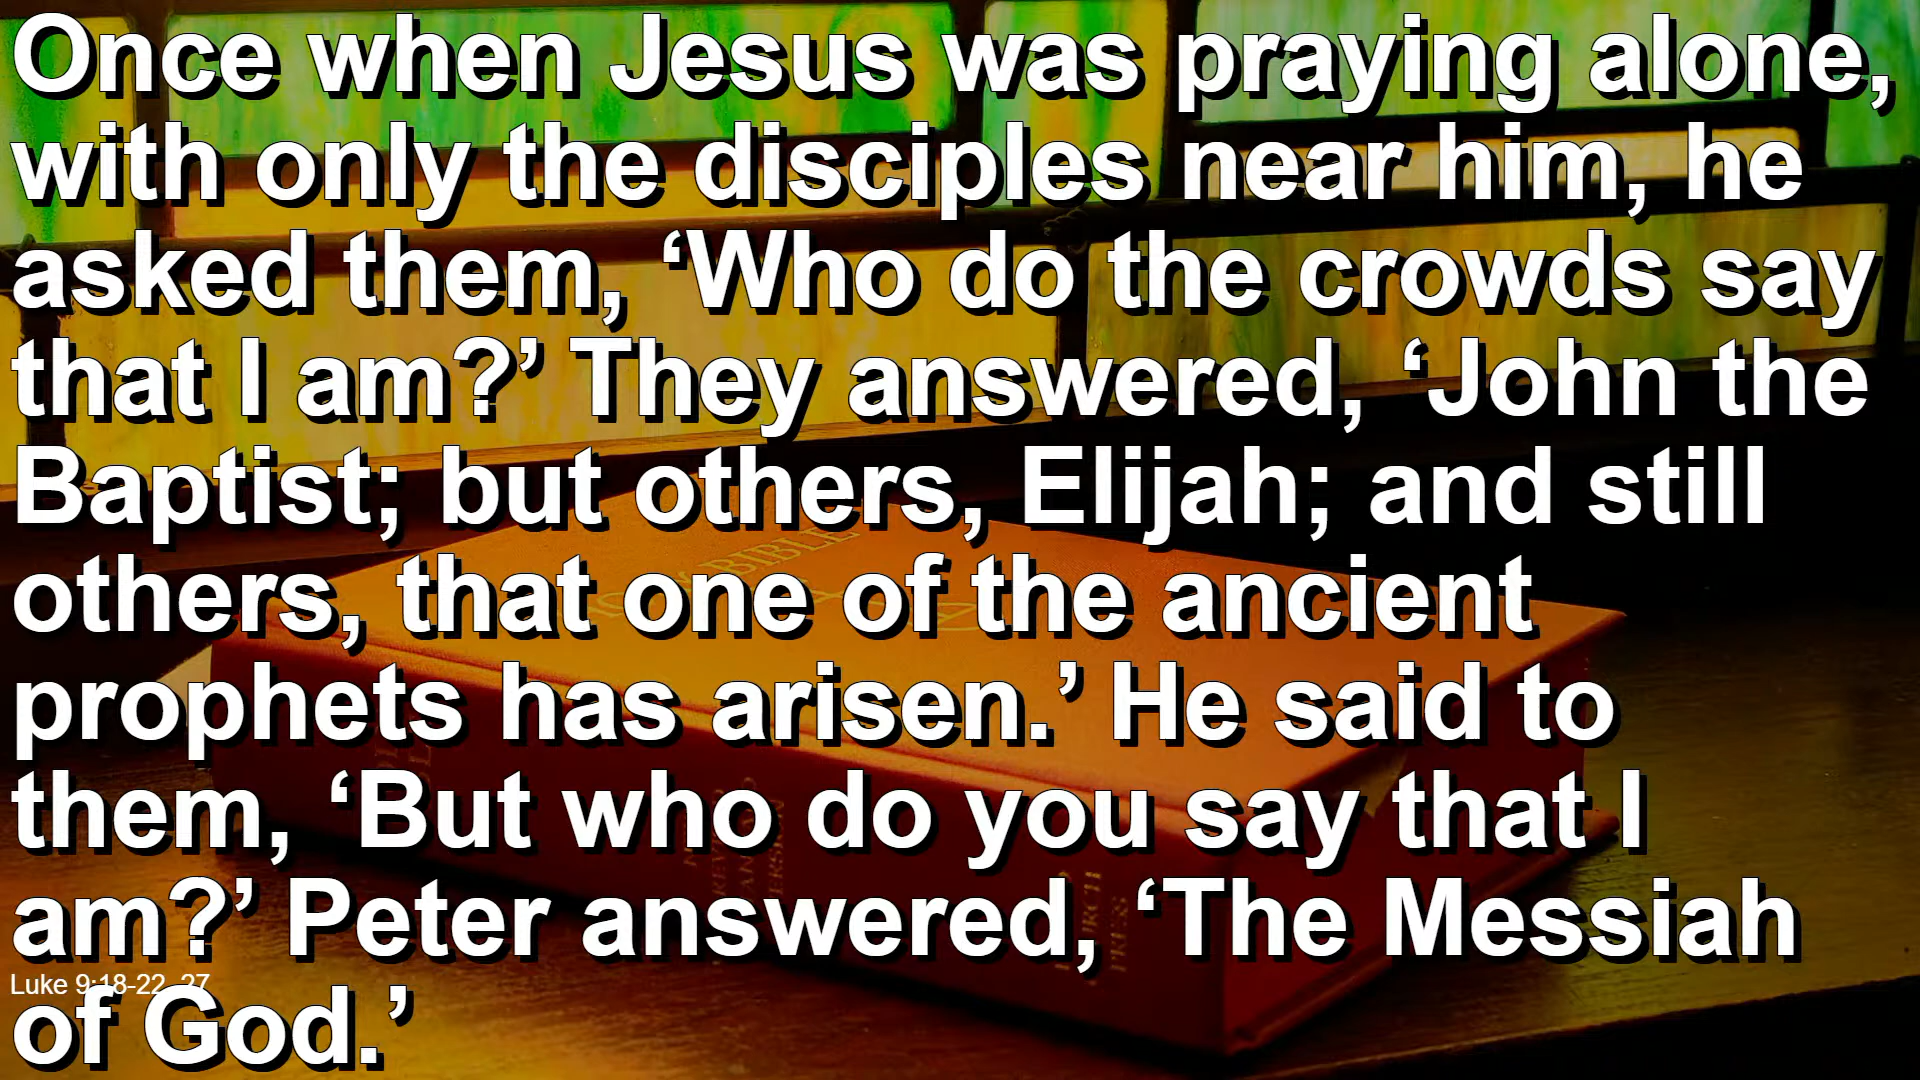 Once when Jesus was praying alone,
with only the disciples near him, he
asked them, ‘Who do the crowds say
that I am?’ They answered, ‘John the
Baptist; but others, Elijah; and still
others, that one of the ancient
prophets has arisen.’ He said to
them, ‘But who do you say that I
am?’ Peter answered, ‘The Messiah
Luke 9:18-22, 27
of God.’
BIBLE